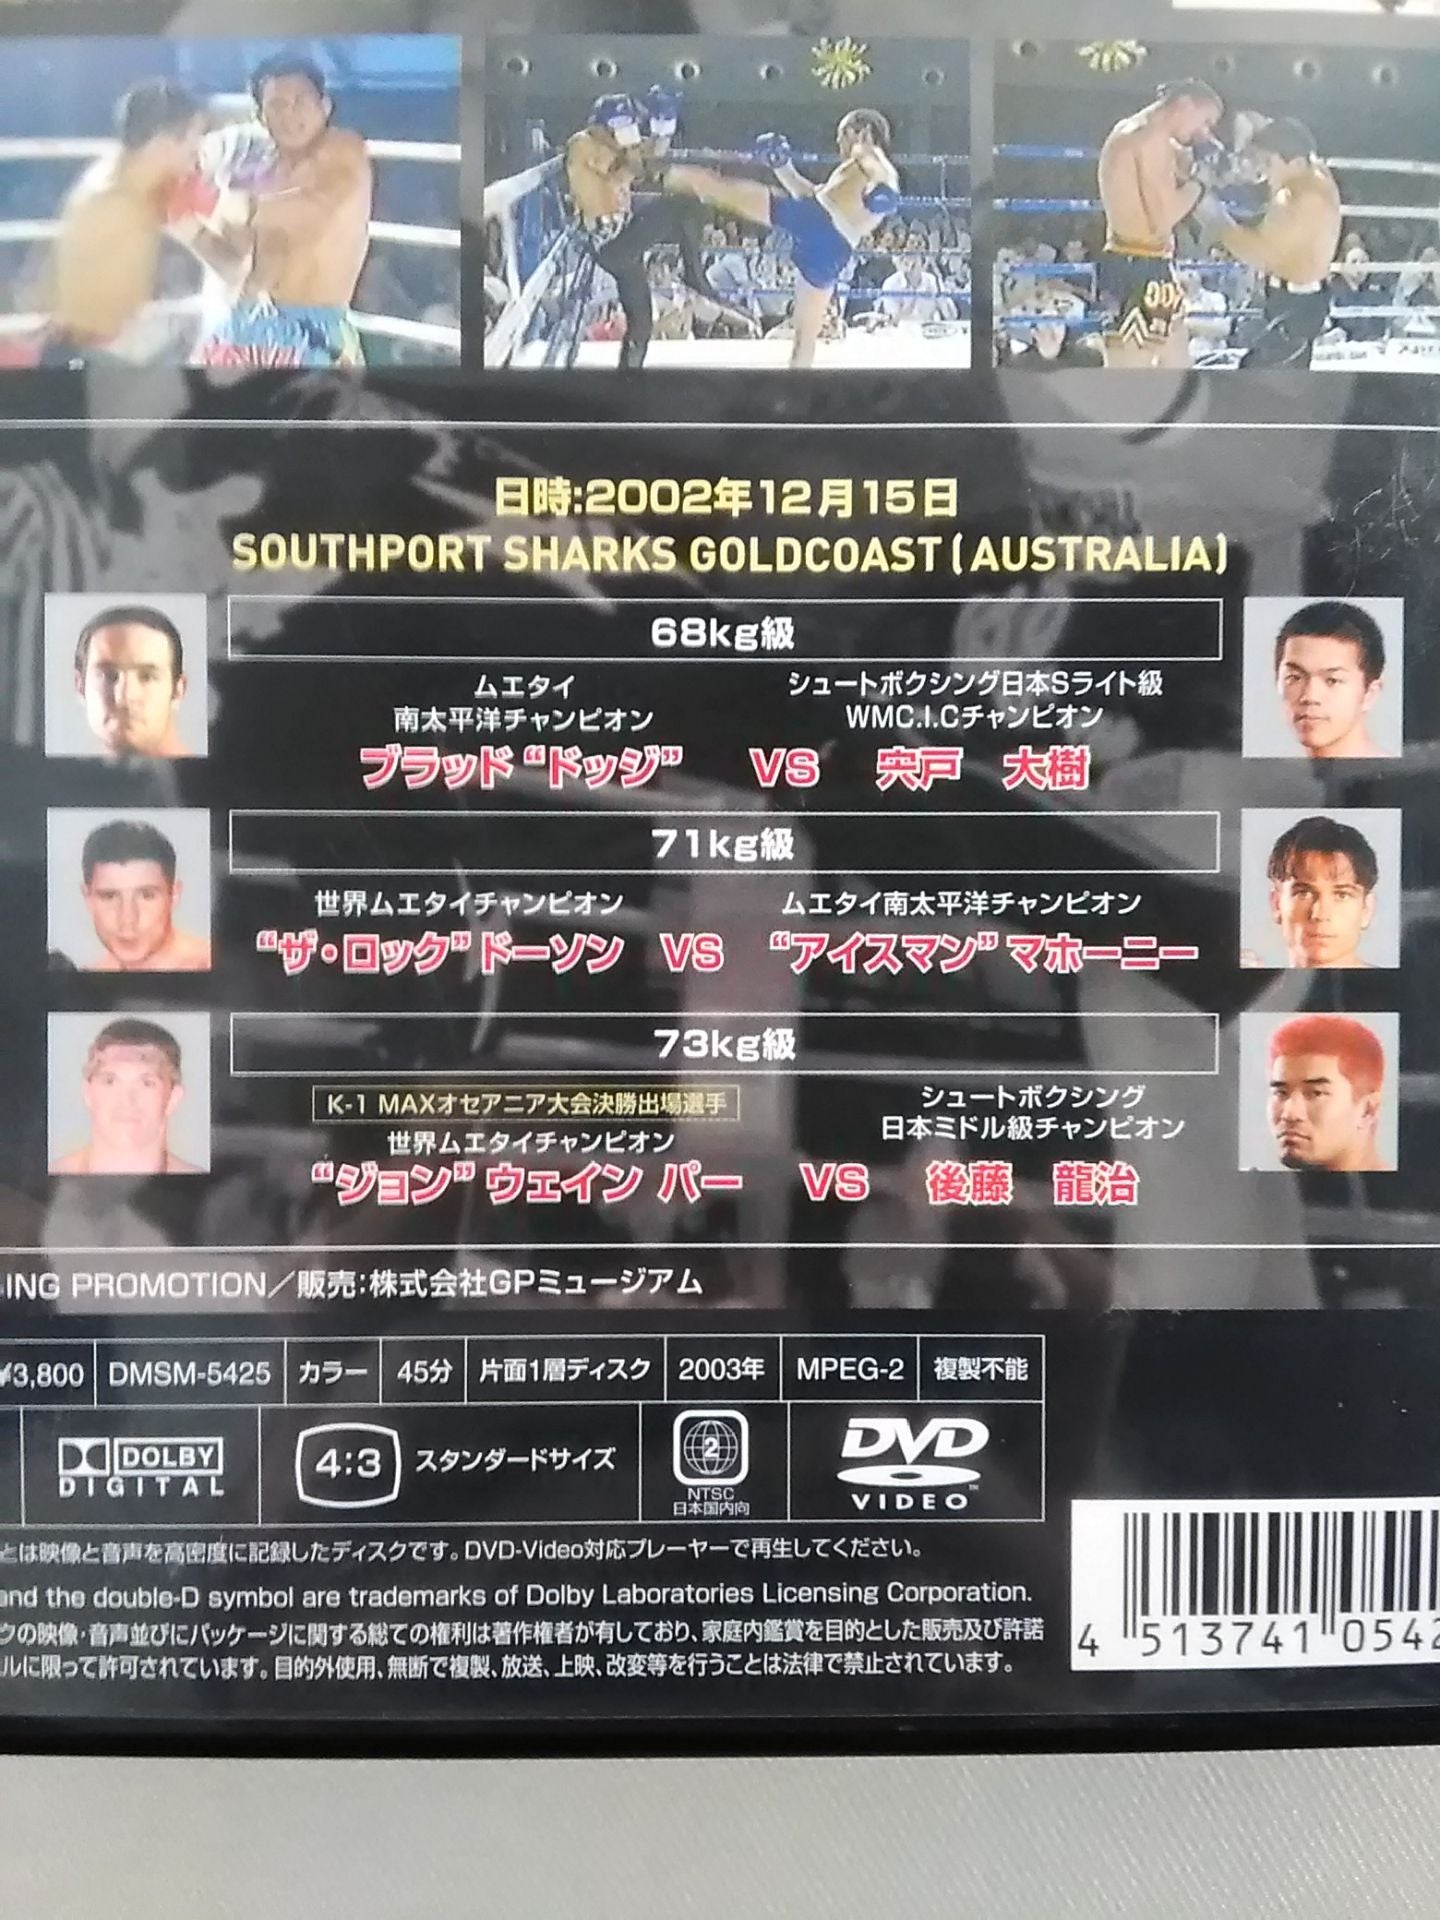 日時:2002年12月15日
SOUTHPORT SHARKS GOLDCOAST (AUSTRALIA)
68kg級
ムエタイ
南太平洋チャンピオン
ブラッド“ドッジ”
VS
シュートボクシング日本Sライト級
WMC.I.Cチャンピオン
宍戸 大樹
71kg級
世界ムエタイチャンピオン
“ザ・ロック”ドーソン
VS
ムエタイ南太平洋チャンピオン
“アイスマン”マホーニー
73kg級
K-1 MAXオセアニア大会決勝出場選手
世界ムエタイチャンピオン
“ジョン”ウェイン パー
VS
シュートボクシング
日本ミドル級チャンピオン
後藤 龍治
ING PROMOTION／販売:株式会社GPミュージアム
¥3,800 DMSM-5425 カラー 45分 片面1層ディスク 2003年 MPEG-2 複製不能
DOLBY
DIGITAL
4:3 スタンダードサイズ
2
NTSC
日本国内向
DVD
VIDEO
とは映像と音声を高密度に記録したディスクです。DVD-Video対応プレーヤーで再生してください。
and the double-D symbol are trademarks of Dolby Laboratories Licensing Corporation.
クの映像・音声並びにパッケージに関する総ての権利は著作権者が有しており、家庭内鑑賞を目的とした販売及び許諾
ルに限って許可されています。目的外使用、無断で複製、放送、上映、改変等を行うことは法律で禁止されています。
4 513741 0542